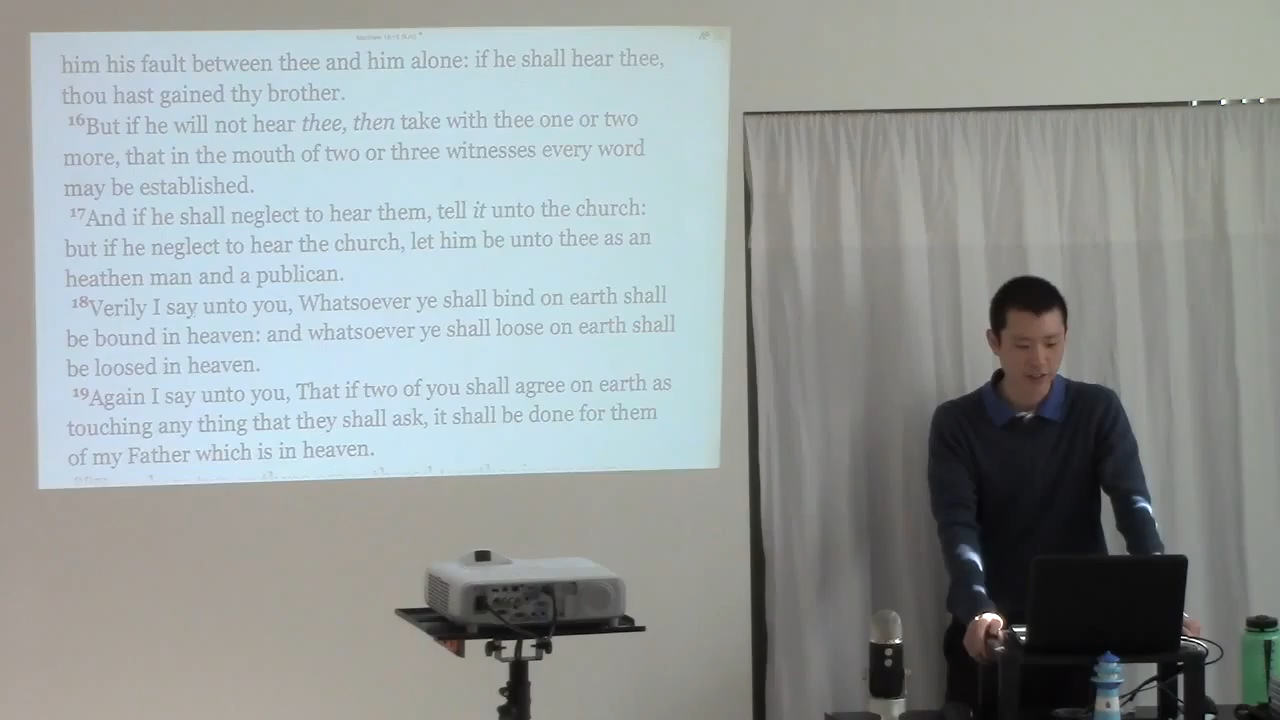 him his fault between thee and him alone: if he shall hear thee,
thou hast gained thy brother.
16But if he will not hear thee, then take with thee one or two
more, that in the mouth of two or three witnesses every word
may be established.
17And if he shall neglect to hear them, tell it unto the church:
but if he neglect to hear the church, let him be unto thee as an
heathen man and a publican.
18Verily I say unto you, Whatsoever ye shall bind on earth shall
be bound in heaven: and whatsoever ye shall loose on earth shall
be loosed in heaven.
19Again I say unto you, That if two of you shall agree on earth as
touching any thing that they shall ask, it shall be done for them
of my Father which is in heaven.